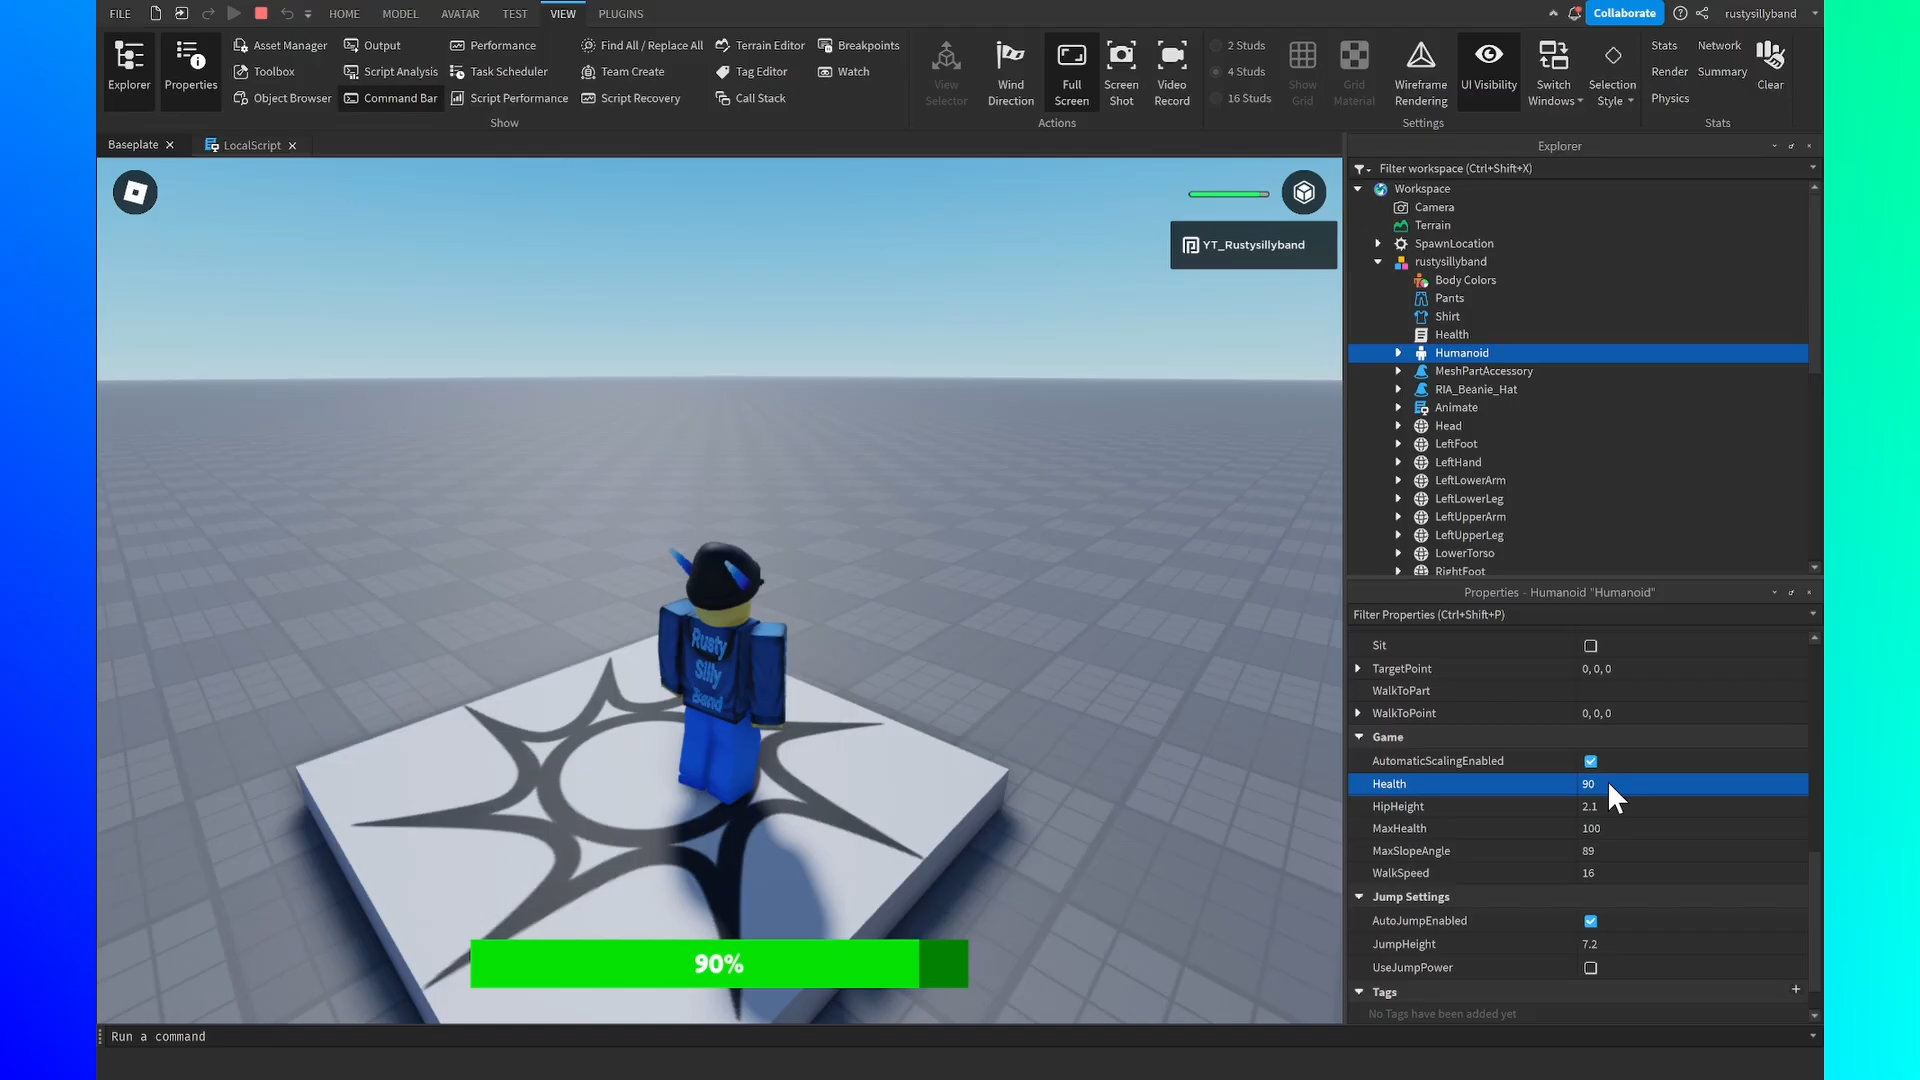 FILE HOME MODEL AVATAR TEST VIEW PLUGINS Collaborate rustysillyband
Explorer
Properties
Asset Manager
Toolbox
Object Browser
Output
Script Analysis
Command Bar
Performance
Task Scheduler
Script Performance
Find All / Replace All
Team Create
Script Recovery
Terrain Editor
Tag Editor
Call Stack
Breakpoints
Watch
Show
View
Selector
Wind
Direction
Full
Screen
Screen
Shot
Video
Record
Actions
2 Studs
4 Studs
16 Studs
Show
Grid
Grid
Material
Wireframe
Rendering
UI Visibility
Switch
Windows
Selection
Style
Settings
Stats
Render
Physics
Network
Summary
Clear
Stats
Baseplate
LocalScript
YT_Rustysillyband
Rusty
Silly
Band
90%
Run a command
Explorer
Filter workspace (Ctrl+Shift+X)
Workspace
Camera
Terrain
SpawnLocation
rustysillyband
Body Colors
Pants
Shirt
Health
Humanoid
MeshPartAccessory
RIA_Beanie_Hat
Animate
Head
LeftFoot
LeftHand
LeftLowerArm
LeftLowerLeg
LeftUpperArm
LeftUpperLeg
LowerTorso
RightFoot
Properties - Humanoid "Humanoid"
Filter Properties (Ctrl+Shift+P)
Sit
TargetPoint 0, 0, 0
WalkToPart
WalkToPoint 0, 0, 0
Game
AutomaticScalingEnabled
Health 90
HipHeight 2.1
MaxHealth 100
MaxSlopeAngle 89
WalkSpeed 16
Jump Settings
AutoJumpEnabled
JumpHeight 7.2
UseJumpPower
Tags
No Tags have been added yet